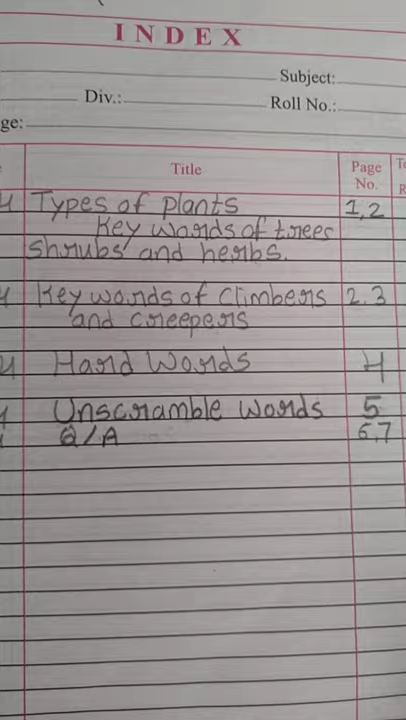 INDEX
Subject:
Div.:
Roll No.:
ge:
Title
Page
No.
Types of plants 1,2
Key words of trees
shrubs and herbs.
Key words of climbers 2.3
and creepers
Hard Words 4
Unscramble words 5
Q/A 6,7